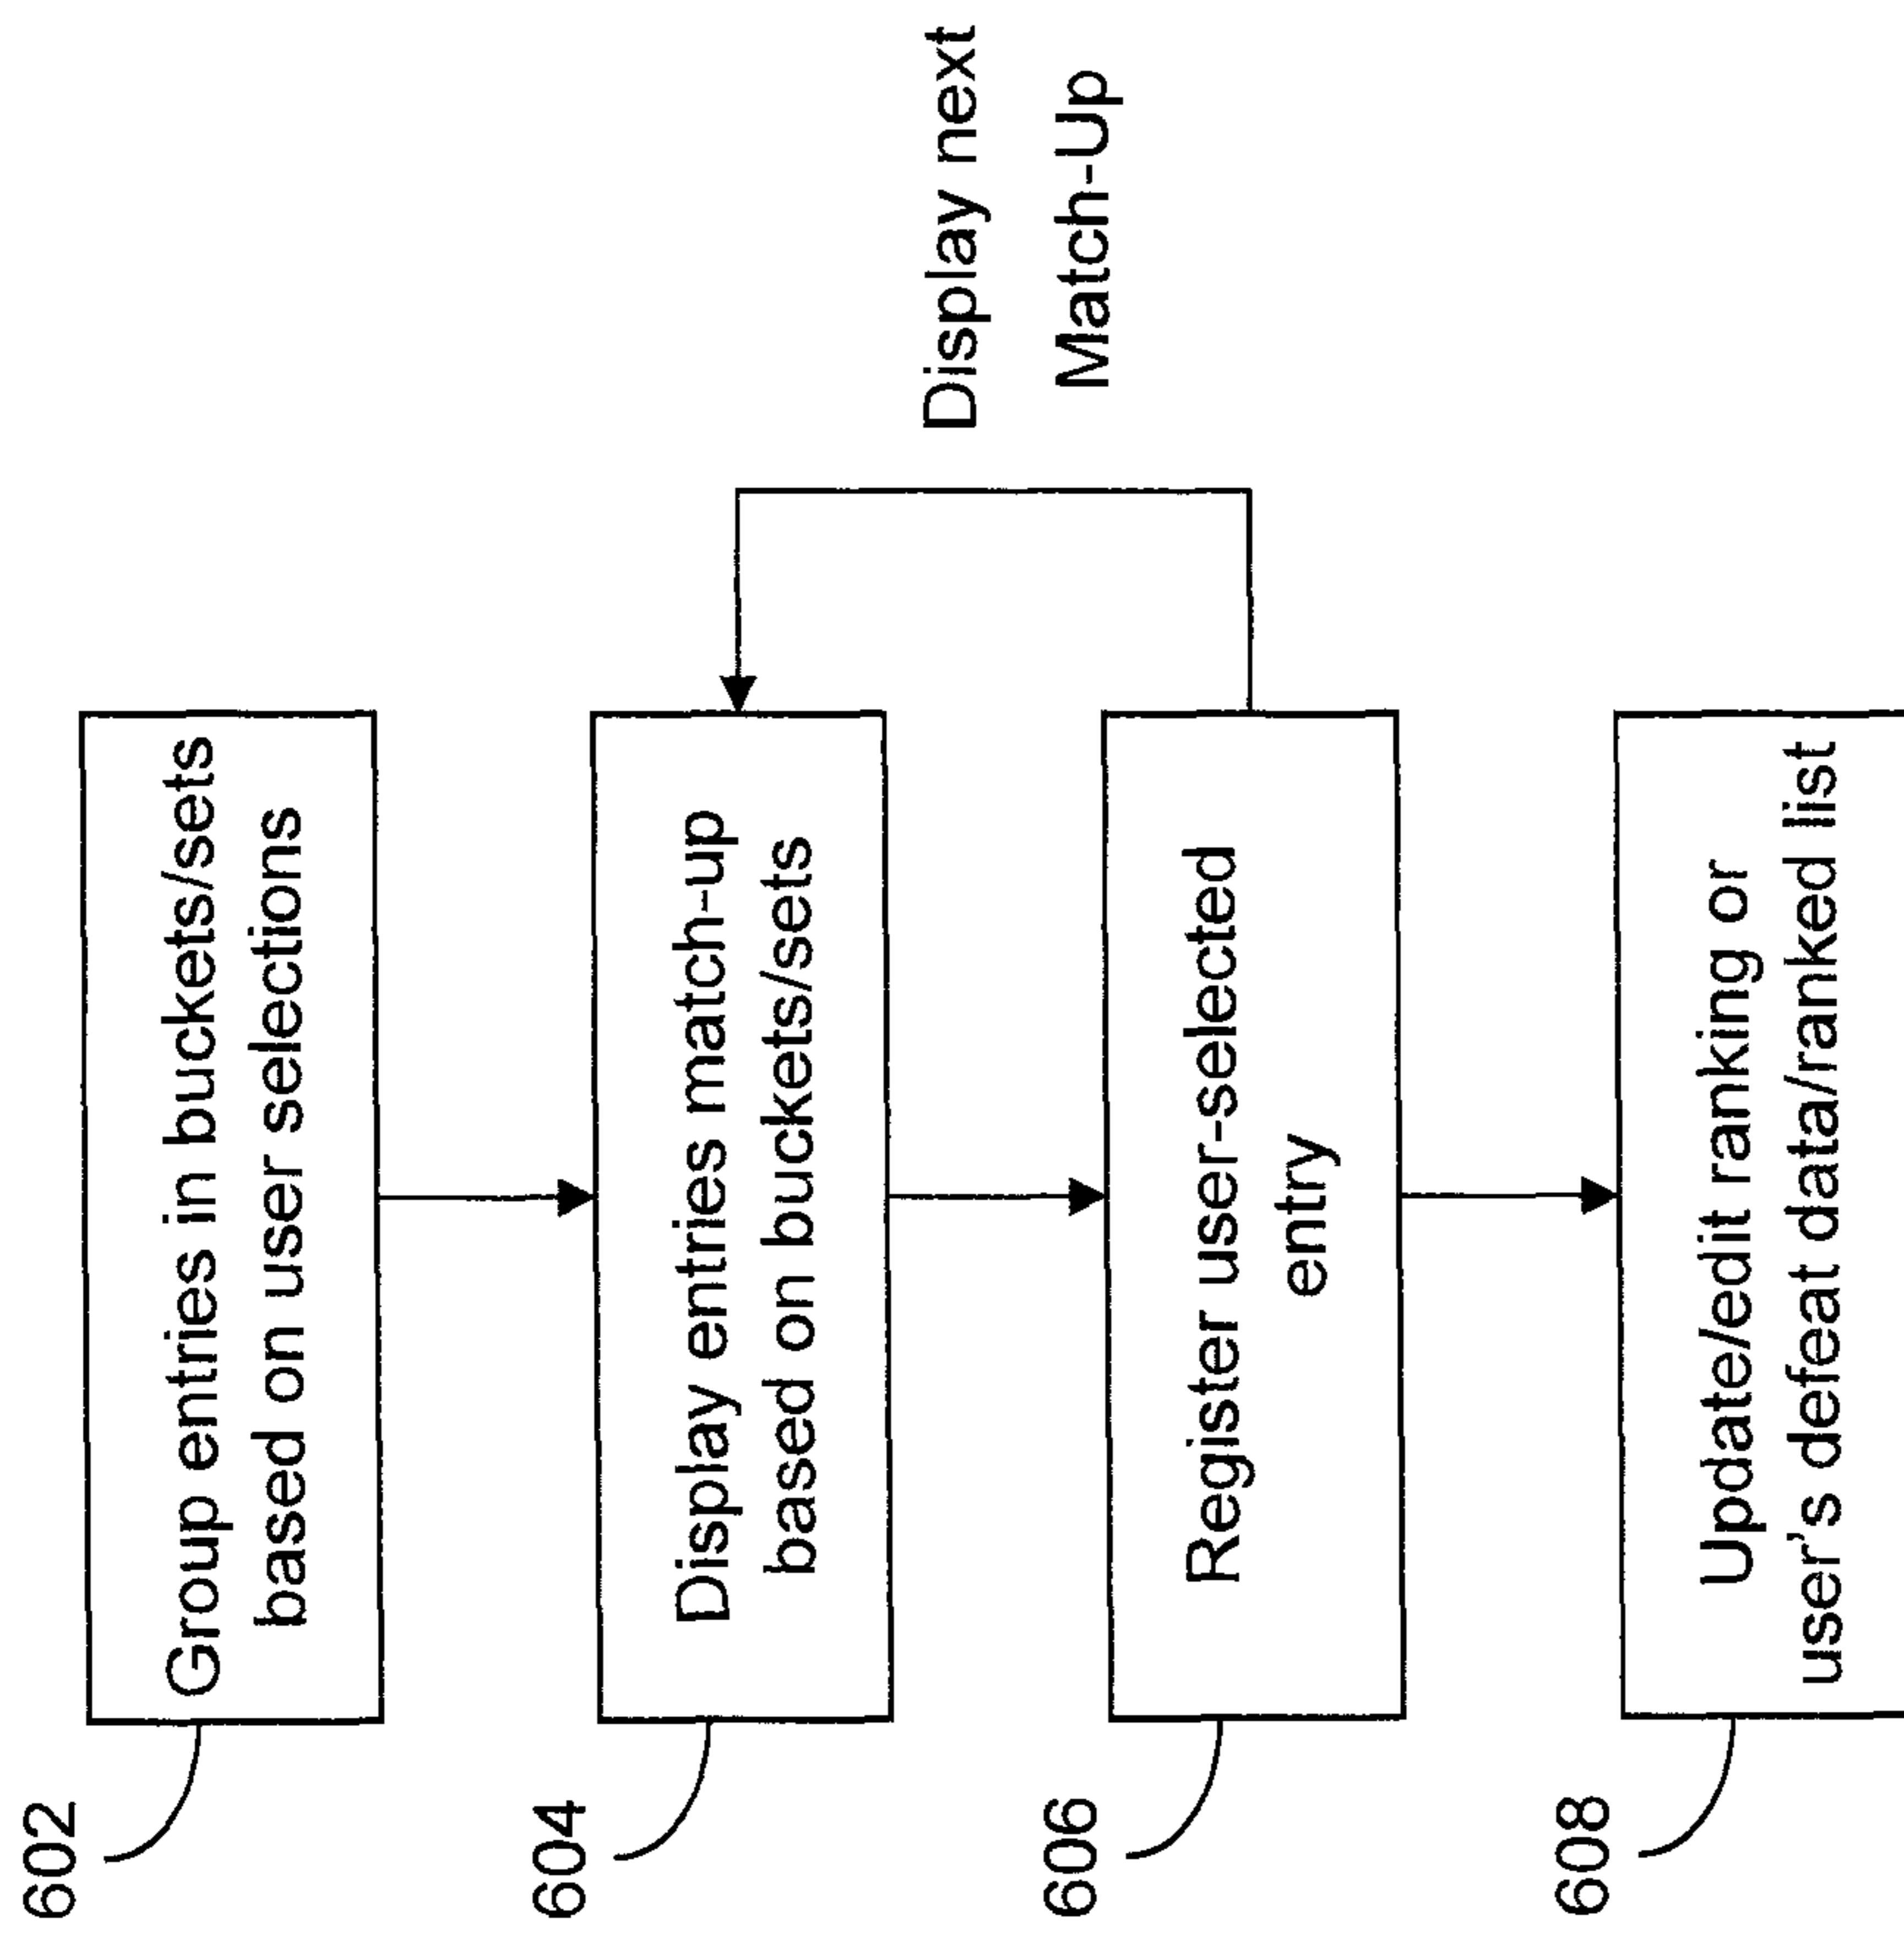 602
Group entries in buckets/sets
based on user selections
604
Display entries match-up
based on buckets/sets
Display next
Match-Up
606
Register user-selected
entry
608
Update/edit ranking or
user's defeat data/ranked list